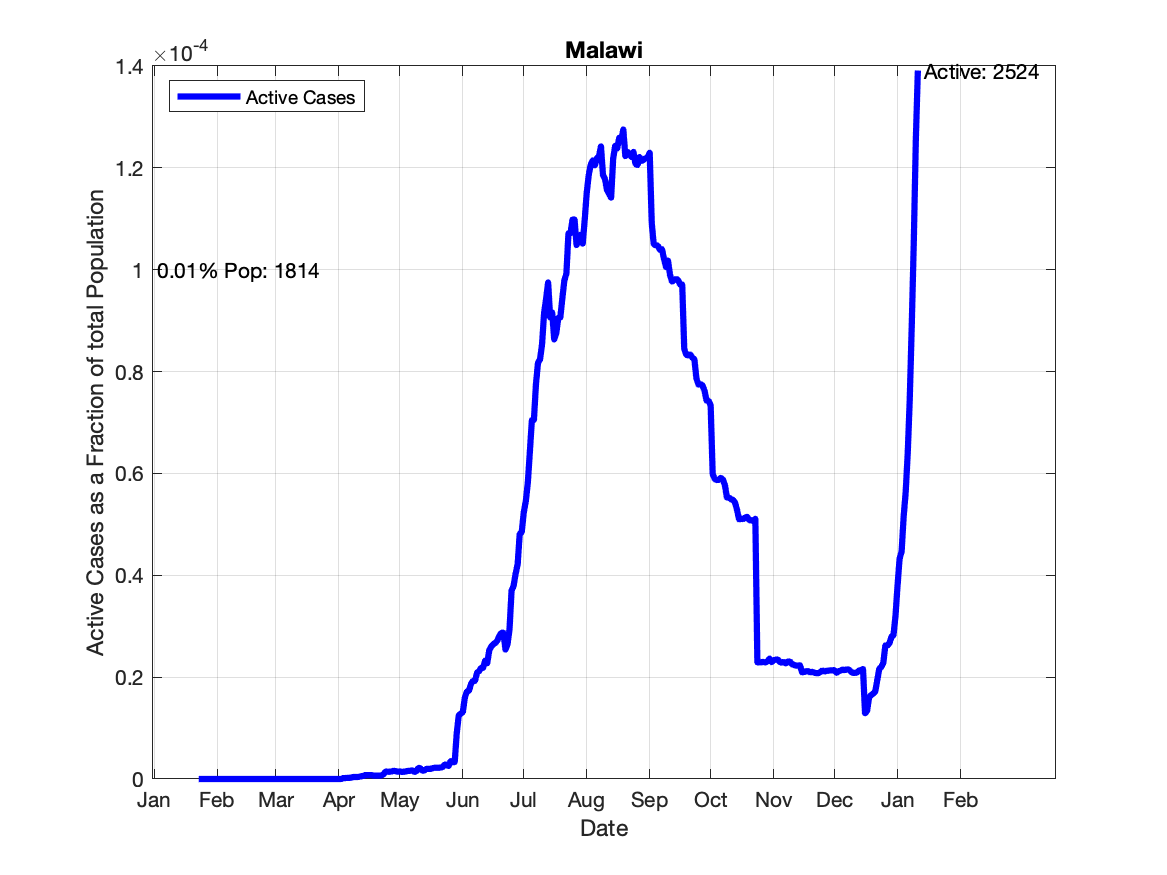 Malawi
×10-4
1.4
Active: 2524
Active Cases
1.2
1
0.01% Pop: 1814
0.8
0.6
0.4
0.2
0
Active Cases as a Fraction of total Population
Jan Feb Mar Apr May Jun Jul Aug Sep Oct Nov Dec Jan Feb
Date